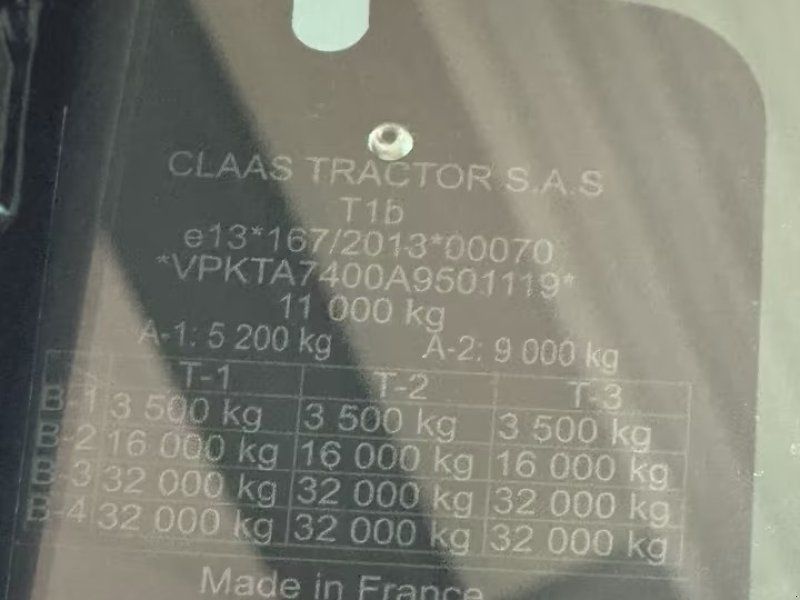 CLAAS TRACTOR S.A.S
T1b
e13*167/2013*00070
*VPKTA7400A9501119*
11 000 kg
A-1: 5 200 kg A-2: 9 000 kg
T-1 T-2 T-3
B-1 3 500 kg 3 500 kg 3 500 kg
B-2 16 000 kg 16 000 kg 16 000 kg
B-3 32 000 kg 32 000 kg 32 000 kg
B-4 32 000 kg 32 000 kg 32 000 kg
Made in France